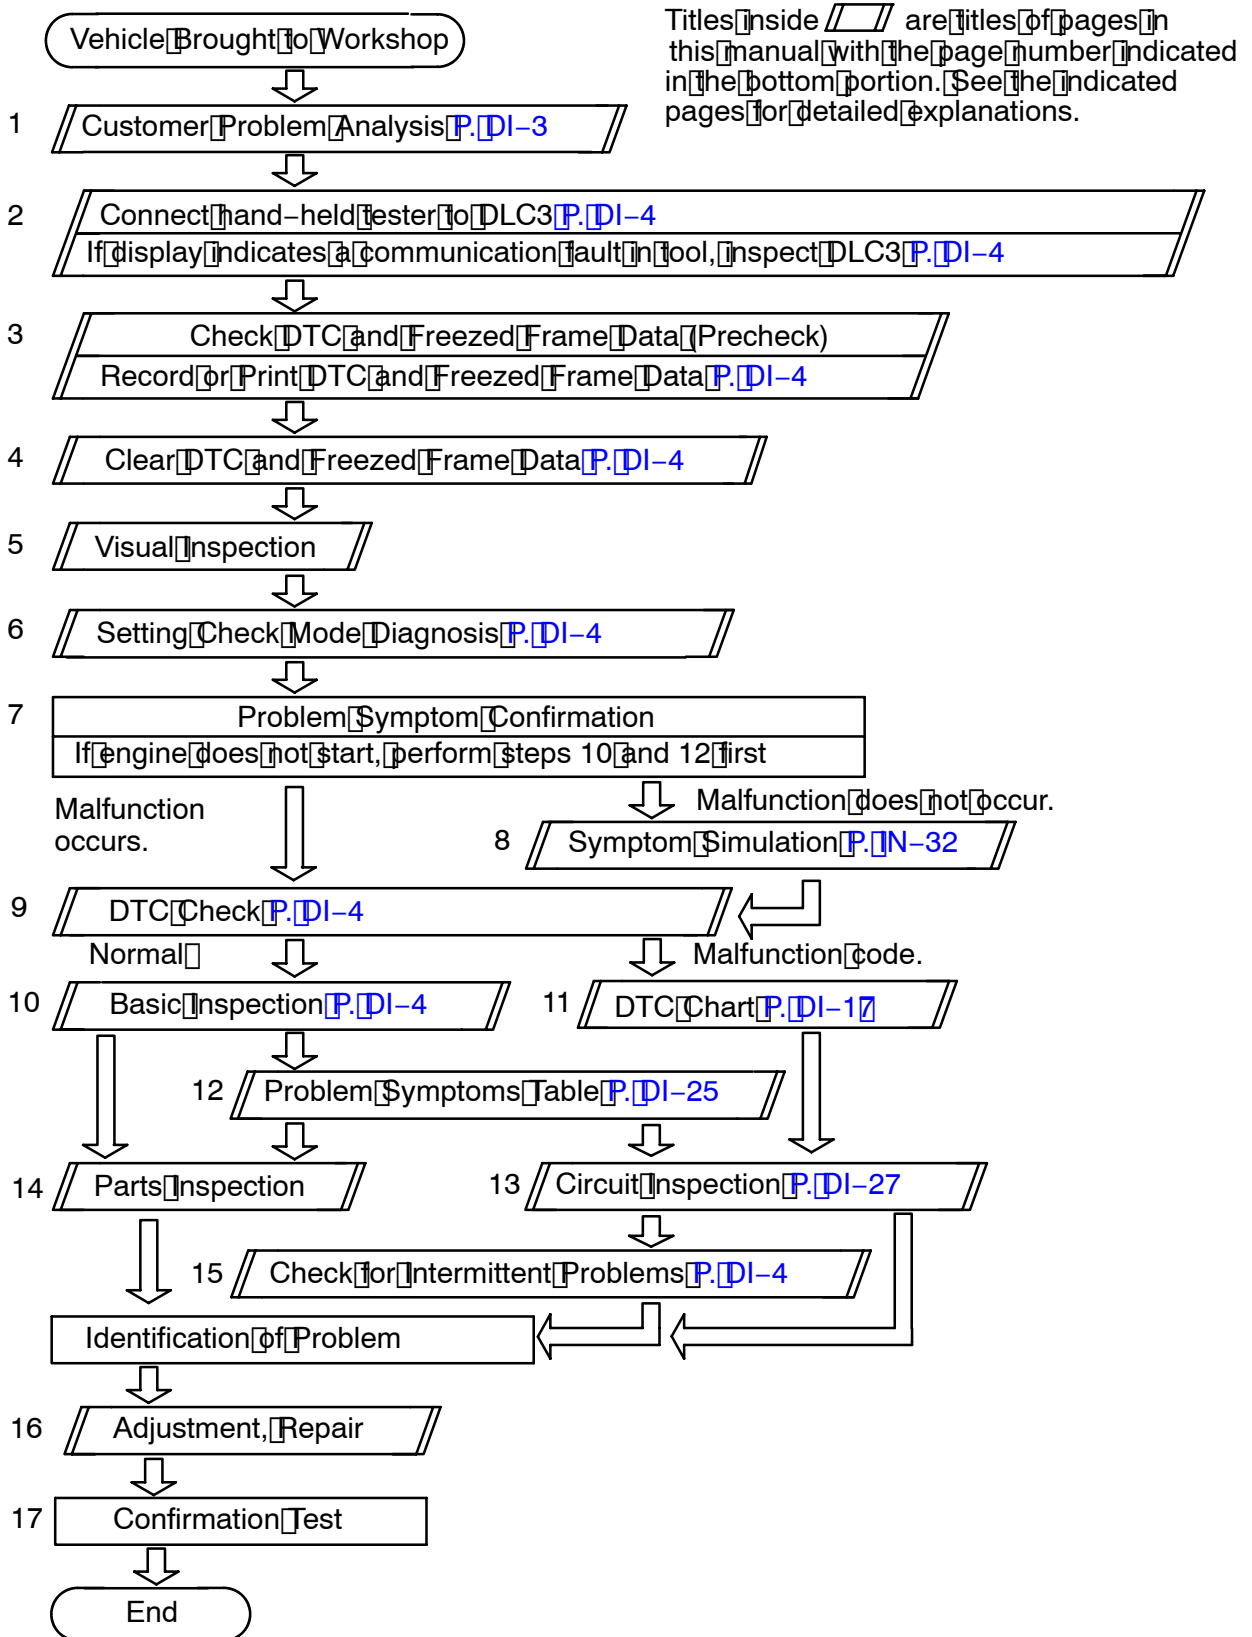 Vehicle Brought to Workshop
Titles inside are titles of pages in
this manual with the page number indicated
in the bottom portion. See the indicated
pages for detailed explanations.
1 Customer Problem Analysis P. DI-3
2 Connect hand-held tester to DLC3 P. DI-4
If display indicates a communication fault in tool, inspect DLC3 P. DI-4
3 Check DTC and Freezed Frame Data (Precheck)
Record or Print DTC and Freezed Frame Data P. DI-4
4 Clear DTC and Freezed Frame Data P. DI-4
5 Visual Inspection
6 Setting Check Mode Diagnosis P. DI-4
7 Problem Symptom Confirmation
If engine does not start, perform steps 10 and 12 first
Malfunction
occurs.
Malfunction does not occur.
8 Symptom Simulation P. IN-32
9 DTC Check P. DI-4
Normal
Malfunction code.
10 Basic Inspection P. DI-4
11 DTC Chart P. DI-17
12 Problem Symptoms Table P. DI-25
14 Parts Inspection
13 Circuit Inspection P. DI-27
15 Check for Intermittent Problems P. DI-4
Identification of Problem
16 Adjustment, Repair
17 Confirmation Test
End